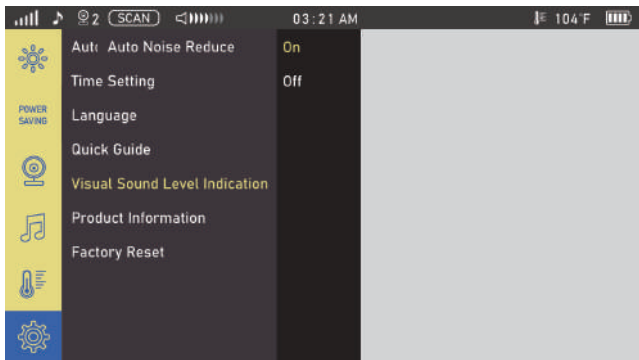 2 SCAN 03:21 AM 104°F
Aut Auto Noise Reduce On
Time Setting Off
POWER
SAVING
Language
Quick Guide
Visual Sound Level Indication
Product Information
Factory Reset